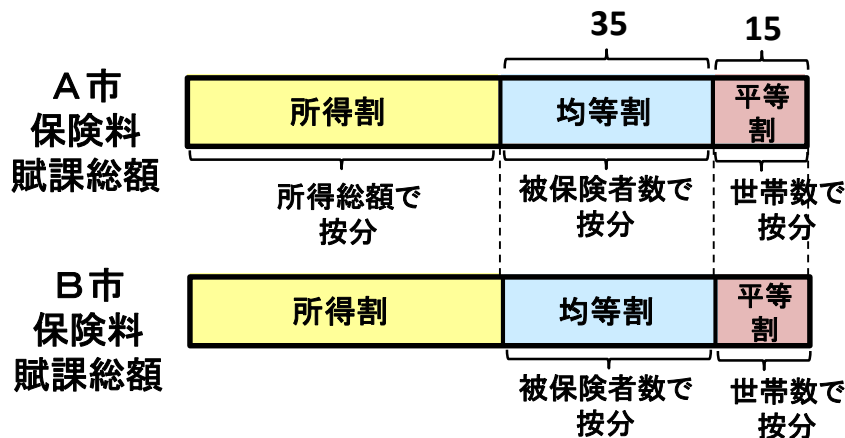 35 15
A市
保険料
賦課総額
所得割 均等割 平等
割
所得総額で
按分
被保険者数で
按分
世帯数で
按分
B市
保険料
賦課総額
所得割 均等割 平等
割
被保険者数で
按分
世帯数で
按分